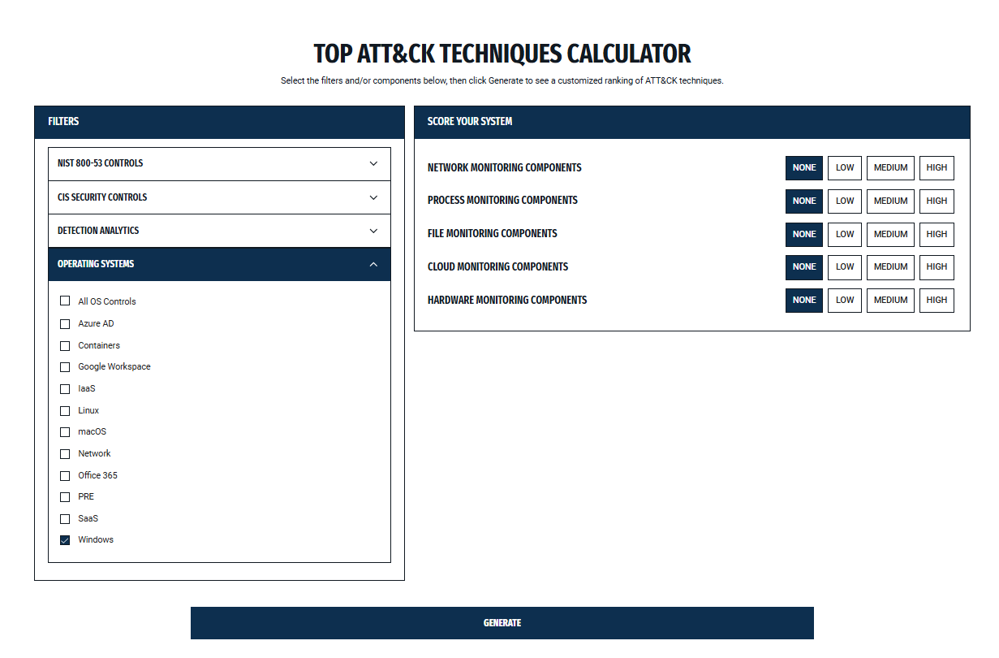 TOP ATT&CK TECHNIQUES CALCULATOR
Select the filters and/or components below, then click Generate to see a customized ranking of ATT&CK techniques.
FILTERS
NIST 800-53 CONTROLS
CIS SECURITY CONTROLS
DETECTION ANALYTICS
OPERATING SYSTEMS
All OS Controls
Azure AD
Containers
Google Workspace
IaaS
Linux
macOS
Network
Office 365
PRE
SaaS
Windows
SCORE YOUR SYSTEM
NETWORK MONITORING COMPONENTS NONE LOW MEDIUM HIGH
PROCESS MONITORING COMPONENTS NONE LOW MEDIUM HIGH
FILE MONITORING COMPONENTS NONE LOW MEDIUM HIGH
CLOUD MONITORING COMPONENTS NONE LOW MEDIUM HIGH
HARDWARE MONITORING COMPONENTS NONE LOW MEDIUM HIGH
GENERATE